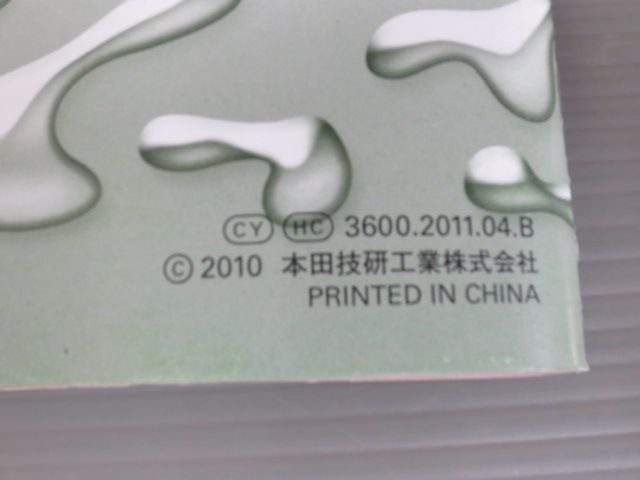 CY HC 3600.2011.04.B
© 2010 本田技研工業株式会社
PRINTED IN CHINA